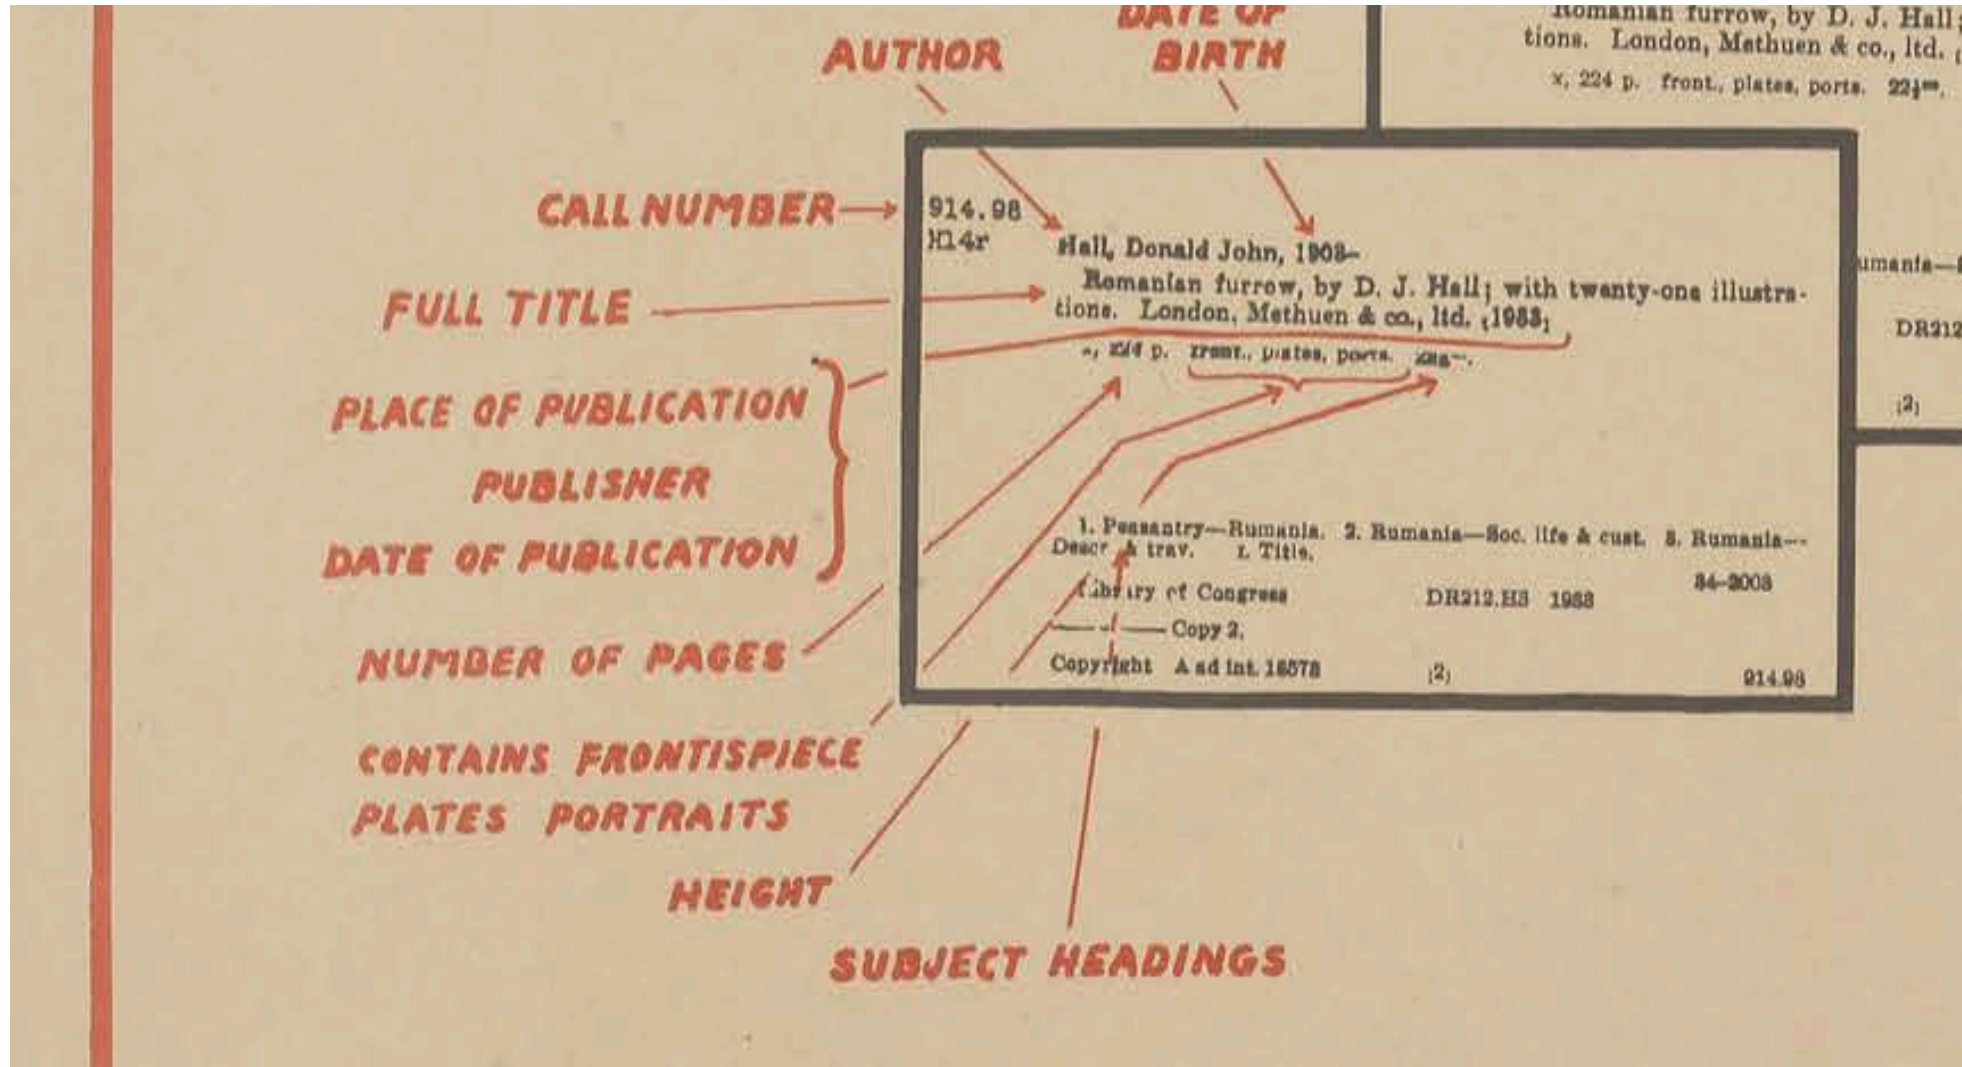 DATE OF
BIRTH
AUTHOR
Romanian furrow, by D. J. Hall;
tions. London, Methuen & co., ltd.
x, 224 p. front., plates, ports. 22½ᶜᵐ.
CALL NUMBER
914.98
H14r
Hall, Donald John, 1903–
FULL TITLE
Romanian furrow, by D. J. Hall; with twenty-one illustra-
tions. London, Methuen & co., ltd. [1933]
224 p. front., plates, ports.
PLACE OF PUBLICATION
PUBLISHER
DATE OF PUBLICATION
NUMBER OF PAGES
CONTAINS FRONTISPIECE
PLATES PORTRAITS
HEIGHT
SUBJECT HEADINGS
1. Peasantry—Rumania. 2. Rumania—Soc. life & cust. 3. Rumania—
Descr. & trav. I. Title.
34–2008
Library of Congress DR212.H3 1933
Copy 2.
Copyright A ad int. 16578 [2] 914.98
umania—
DR212
[2]